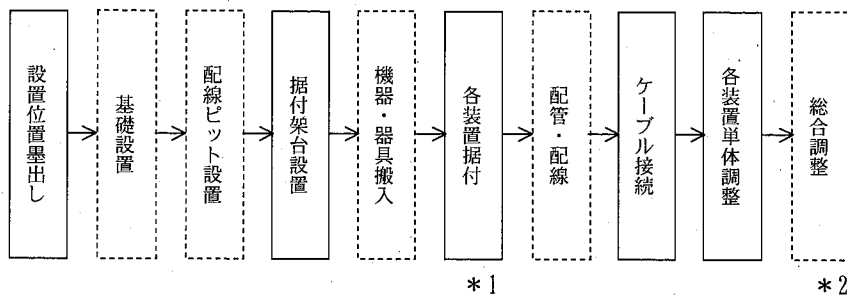 設置位置墨出し
基礎設置
配線ピット設置
据付架台設置
機器・器具搬入
各装置据付
配管・配線
ケーブル接続
各装置単体調整
総合調整
*1
*2